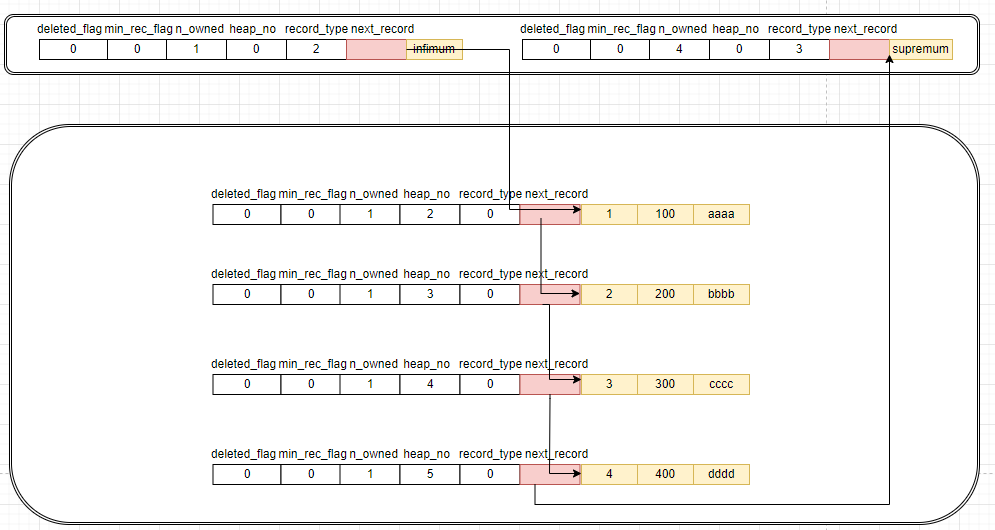 deleted_flag min_rec_flag n_owned heap_no record_type next_record deleted_flag min_rec_flag n_owned heap_no record_type next_record
0 0 1 0 2 infimum 0 0 4 0 3 supremum
deleted_flag min_rec_flag n_owned heap_no record_type next_record
0 0 1 2 0 1 100 aaaa
deleted_flag min_rec_flag n_owned heap_no record_type next_record
0 0 1 3 0 2 200 bbbb
deleted_flag min_rec_flag n_owned heap_no record_type next_record
0 0 1 4 0 3 300 cccc
deleted_flag min_rec_flag n_owned heap_no record_type next_record
0 0 1 5 0 4 400 dddd